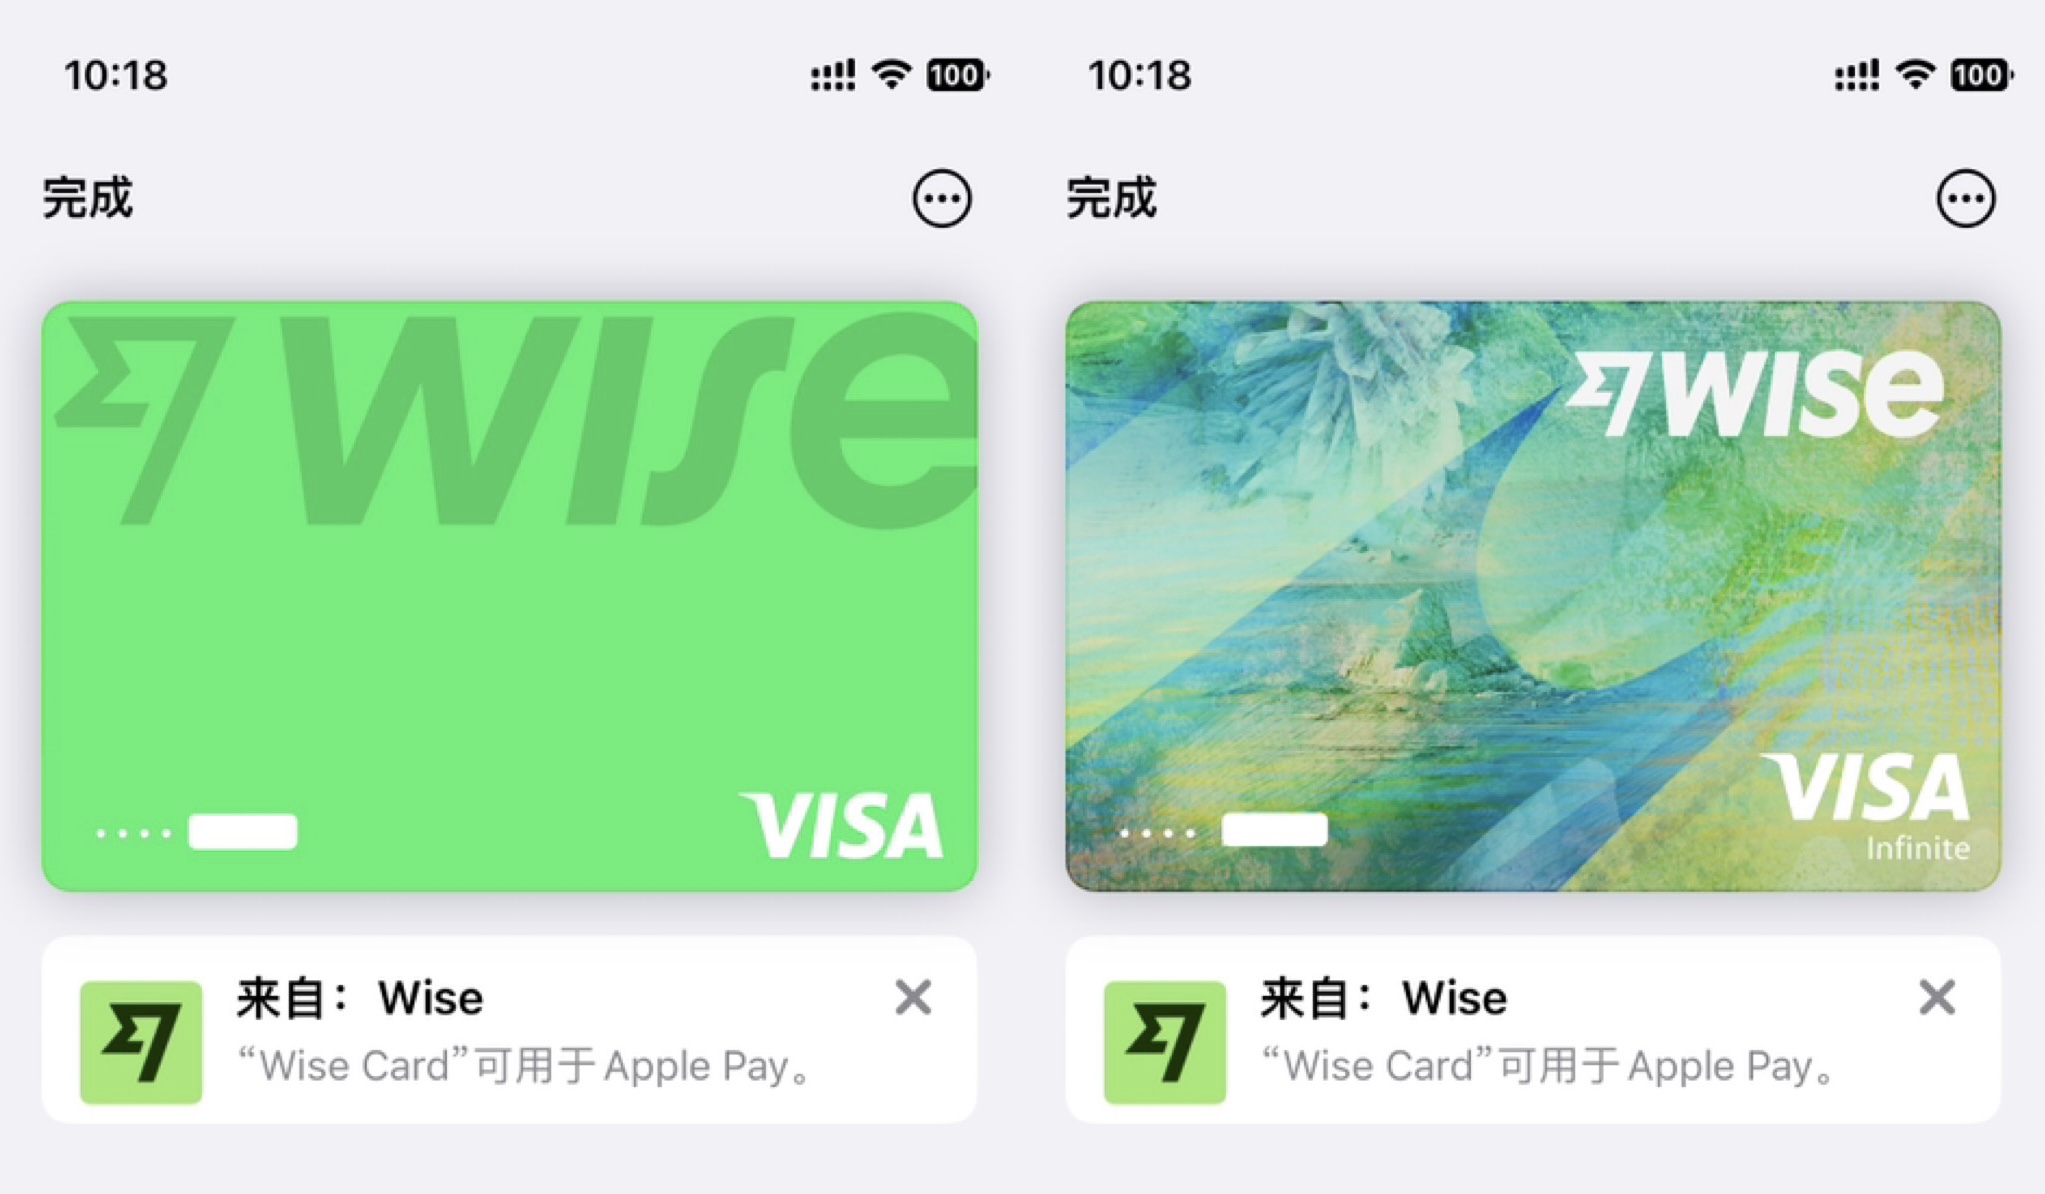 10:18
100
完成
wise
VISA
来自：Wise
“Wise Card”可用于 Apple Pay。
10:18
100
完成
WISe
VISA
Infinite
来自：Wise
“Wise Card”可用于 Apple Pay。